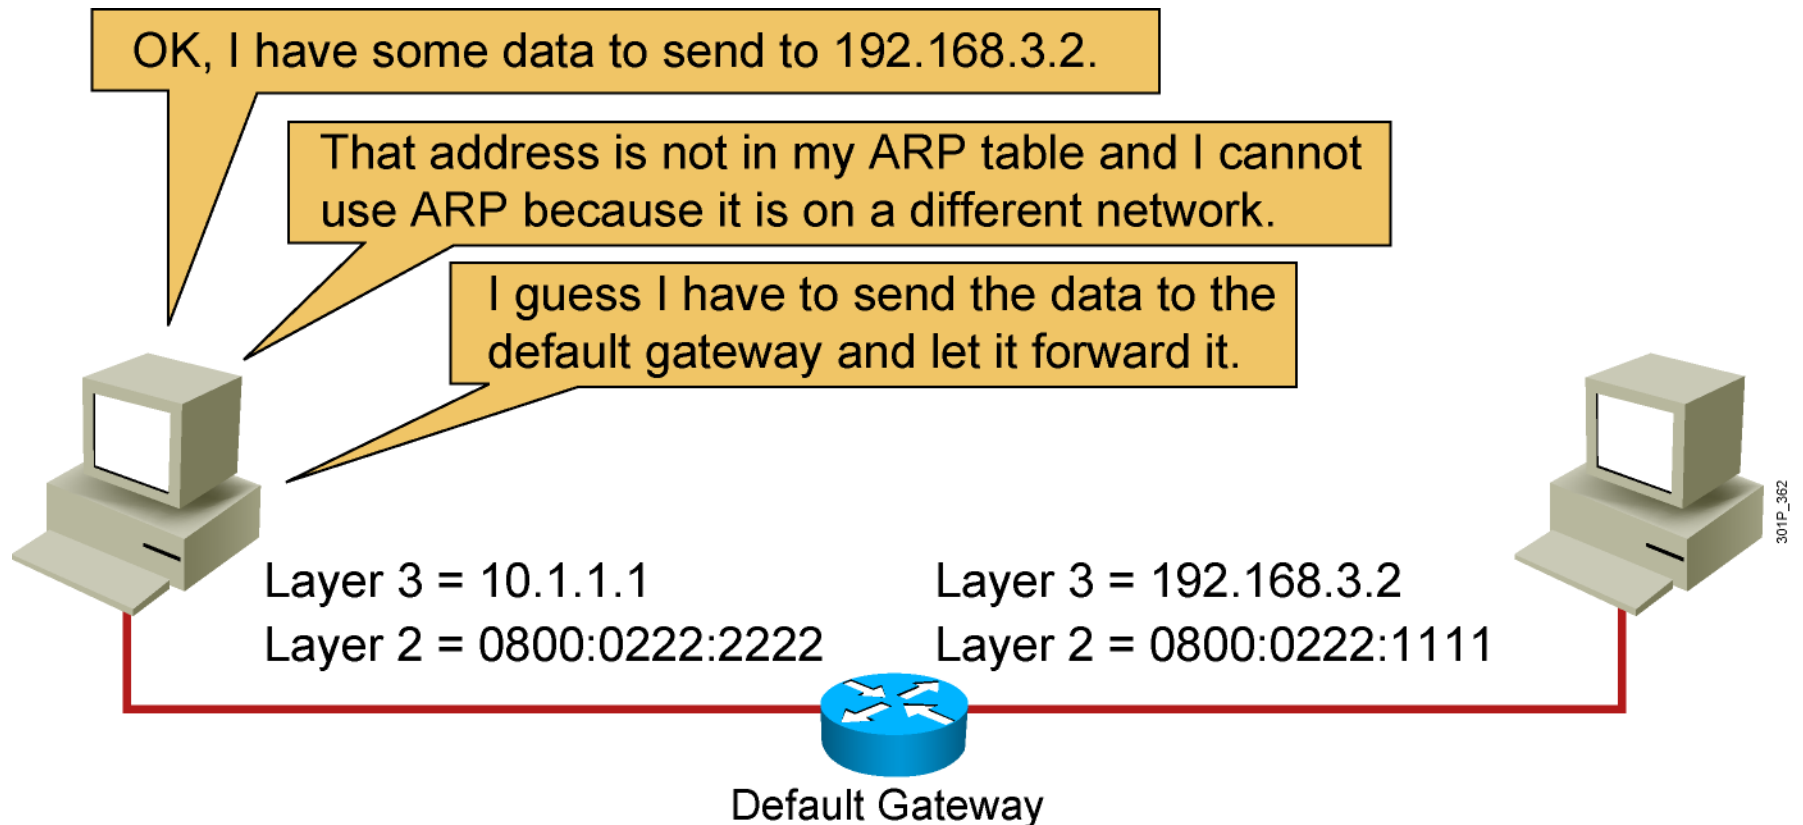 OK, I have some data to send to 192.168.3.2.
That address is not in my ARP table and I cannot
use ARP because it is on a different network.
I guess I have to send the data to the
default gateway and let it forward it.
Layer 3 = 10.1.1.1
Layer 2 = 0800:0222:2222
Layer 3 = 192.168.3.2
Layer 2 = 0800:0222:1111
Default Gateway
301P_362